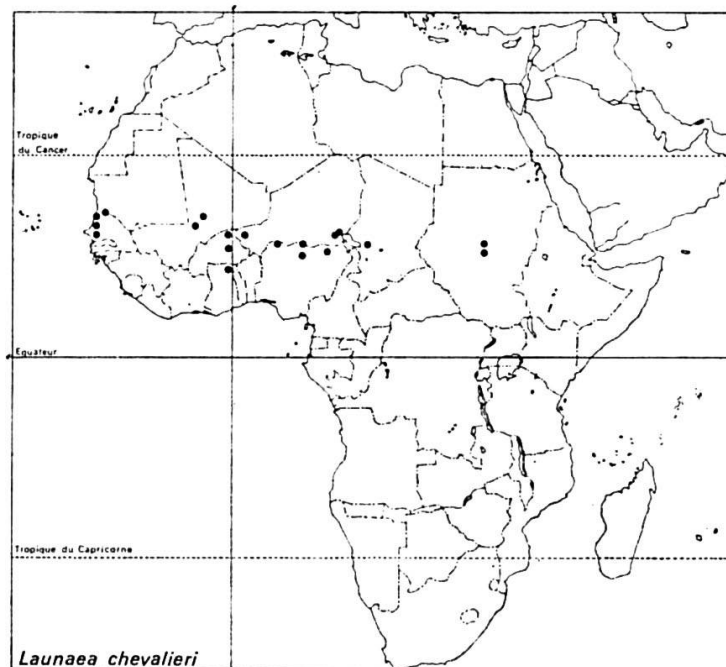 Tropique
du Cancer
Equateur
Tropique du Capricorne
Launaea chevalieri